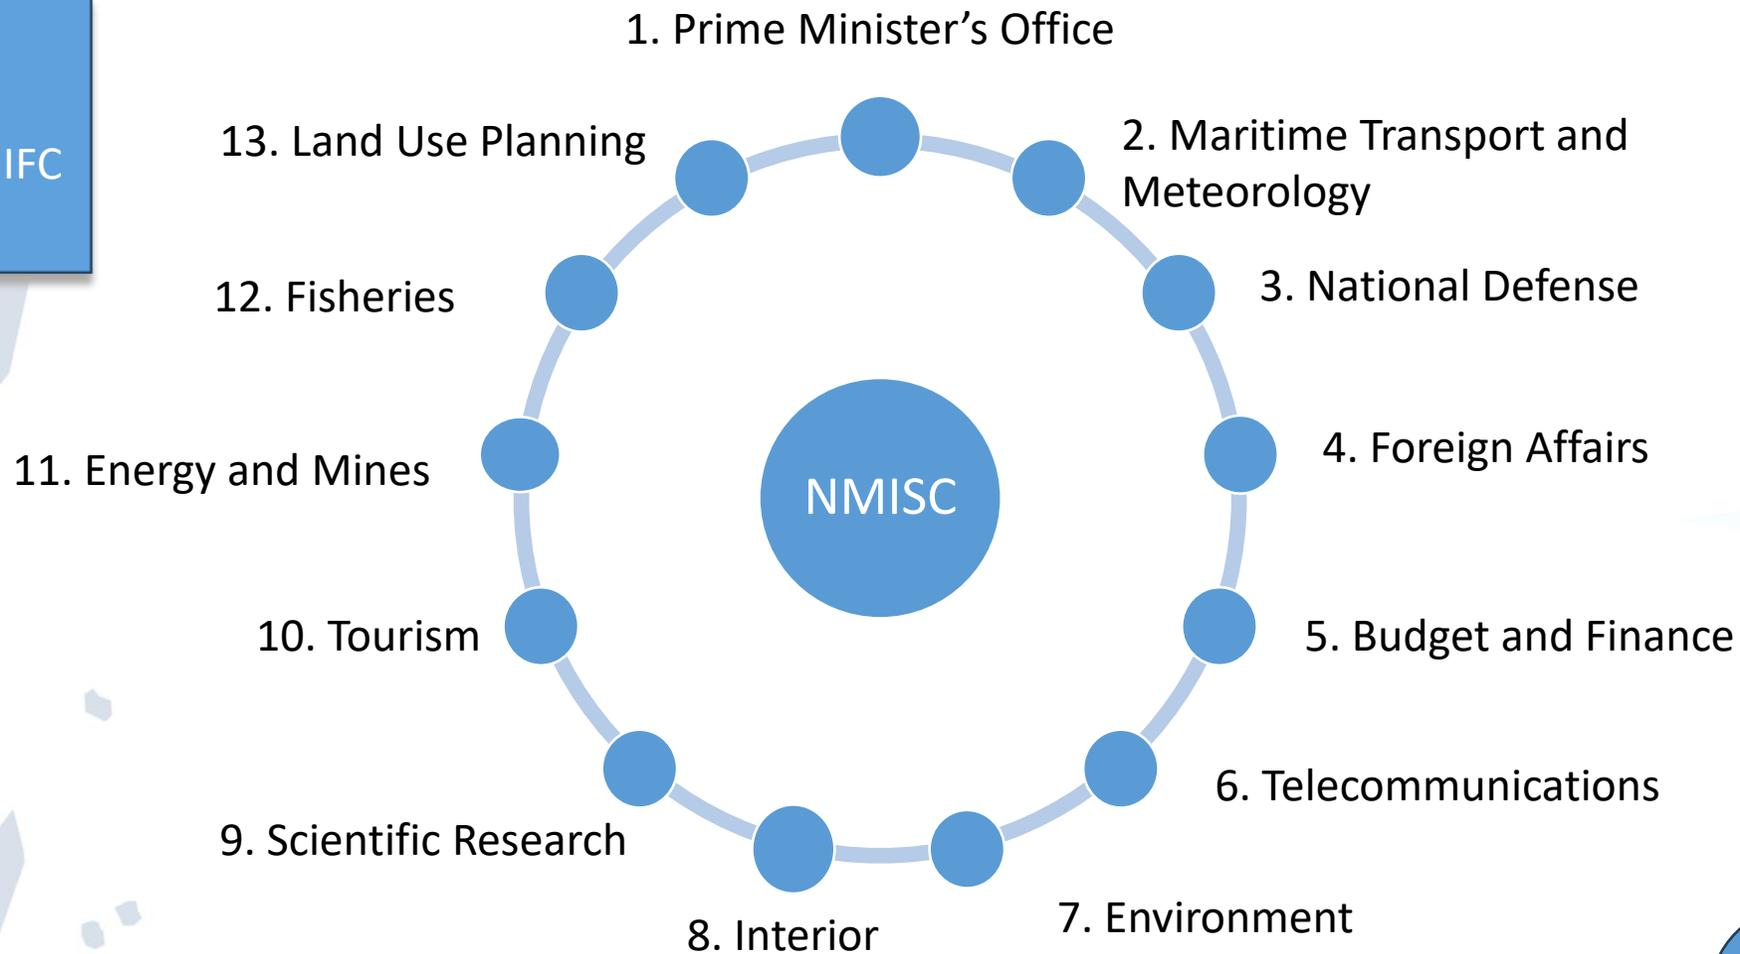 1. Prime Minister’s Office
13. Land Use Planning
2. Maritime Transport and
Meteorology
IFC
12. Fisheries
3. National Defense
11. Energy and Mines
4. Foreign Affairs
NMISC
10. Tourism
5. Budget and Finance
9. Scientific Research
6. Telecommunications
8. Interior
7. Environment